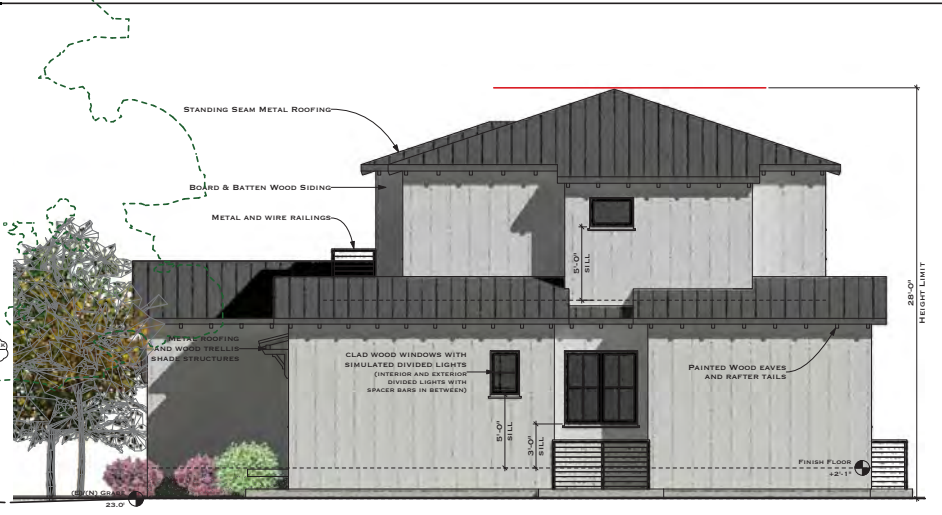 STANDING SEAM METAL ROOFING
BOARD & BATTEN WOOD SIDING
METAL AND WIRE RAILINGS
5'-0"
SILL
28'-0"
HEIGHT LIMIT
METAL ROOFING
AND WOOD TRELLIS
SHADE STRUCTURES
CLAD WOOD WINDOWS WITH
SIMULATED DIVIDED LIGHTS
(INTERIOR AND EXTERIOR
DIVIDED LIGHTS WITH
SPACER BARS IN BETWEEN)
PAINTED WOOD EAVES
AND RAFTER TAILS
5'-0"
SILL
3'-0"
SILL
FINISH FLOOR
+2'-1"
23.0'